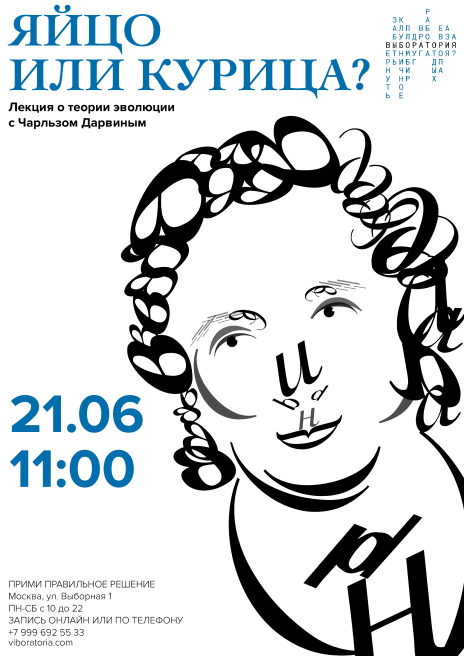 ЯЙЦО
ИЛИ КУРИЦА?
Лекция о теории эволюции
с Чарльзом Дарвиным
ВЫБОРАТОРИЯ
21.06
11:00
ПРИМИ ПРАВИЛЬНОЕ РЕШЕНИЕ
Москва, ул. Выборная 1
ПН-СБ с 10 до 22
ЗАПИСЬ ОНЛАЙН ИЛИ ПО ТЕЛЕФОНУ
+7 999 692 55 33
viboratoria.com